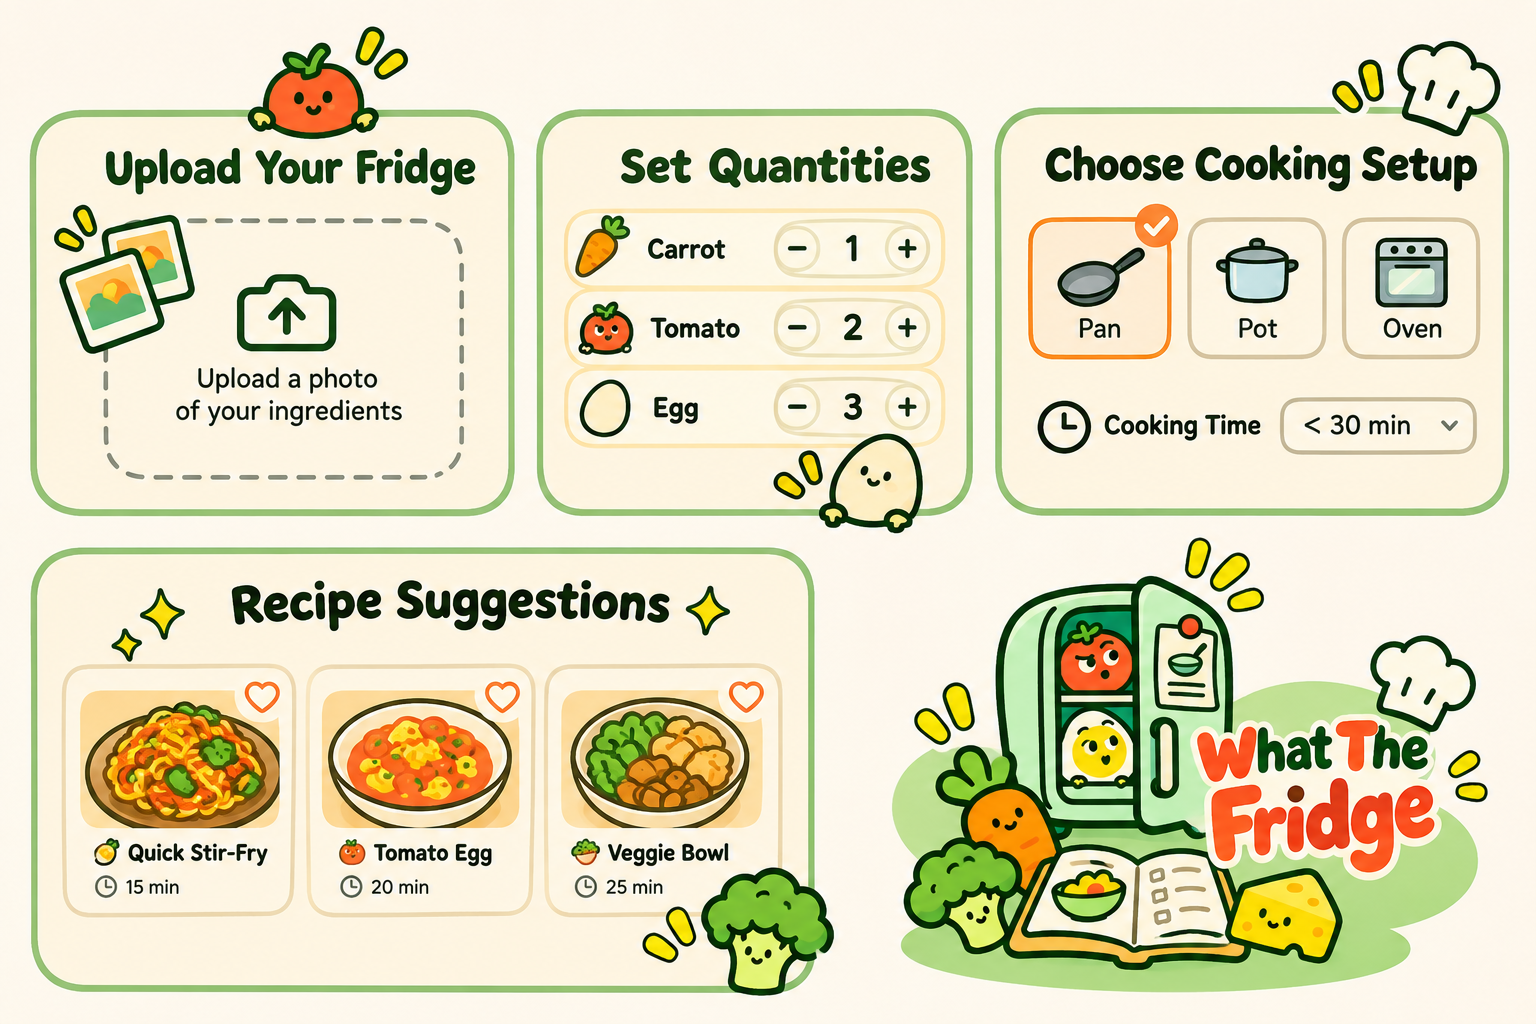 Upload Your Fridge
Upload a photo
of your ingredients
Set Quantities
Carrot − 1 +
Tomato − 2 +
Egg − 3 +
Choose Cooking Setup
Pan Pot Oven
Cooking Time < 30 min
Recipe Suggestions
Quick Stir-Fry
15 min
Tomato Egg
20 min
Veggie Bowl
25 min
What The
Fridge